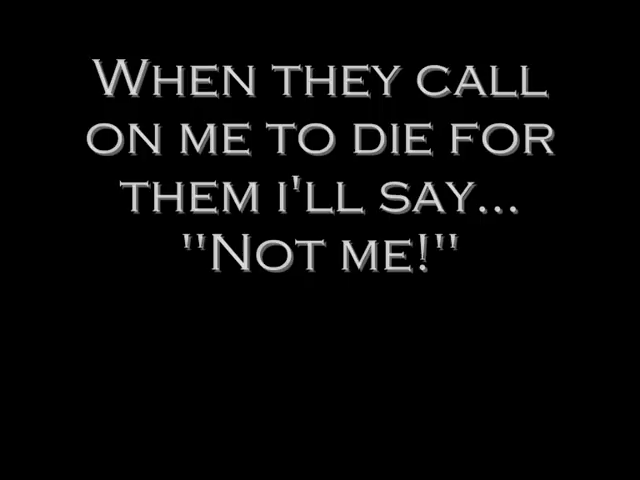 When they call
on me to die for
them i'll say...
"Not me!"